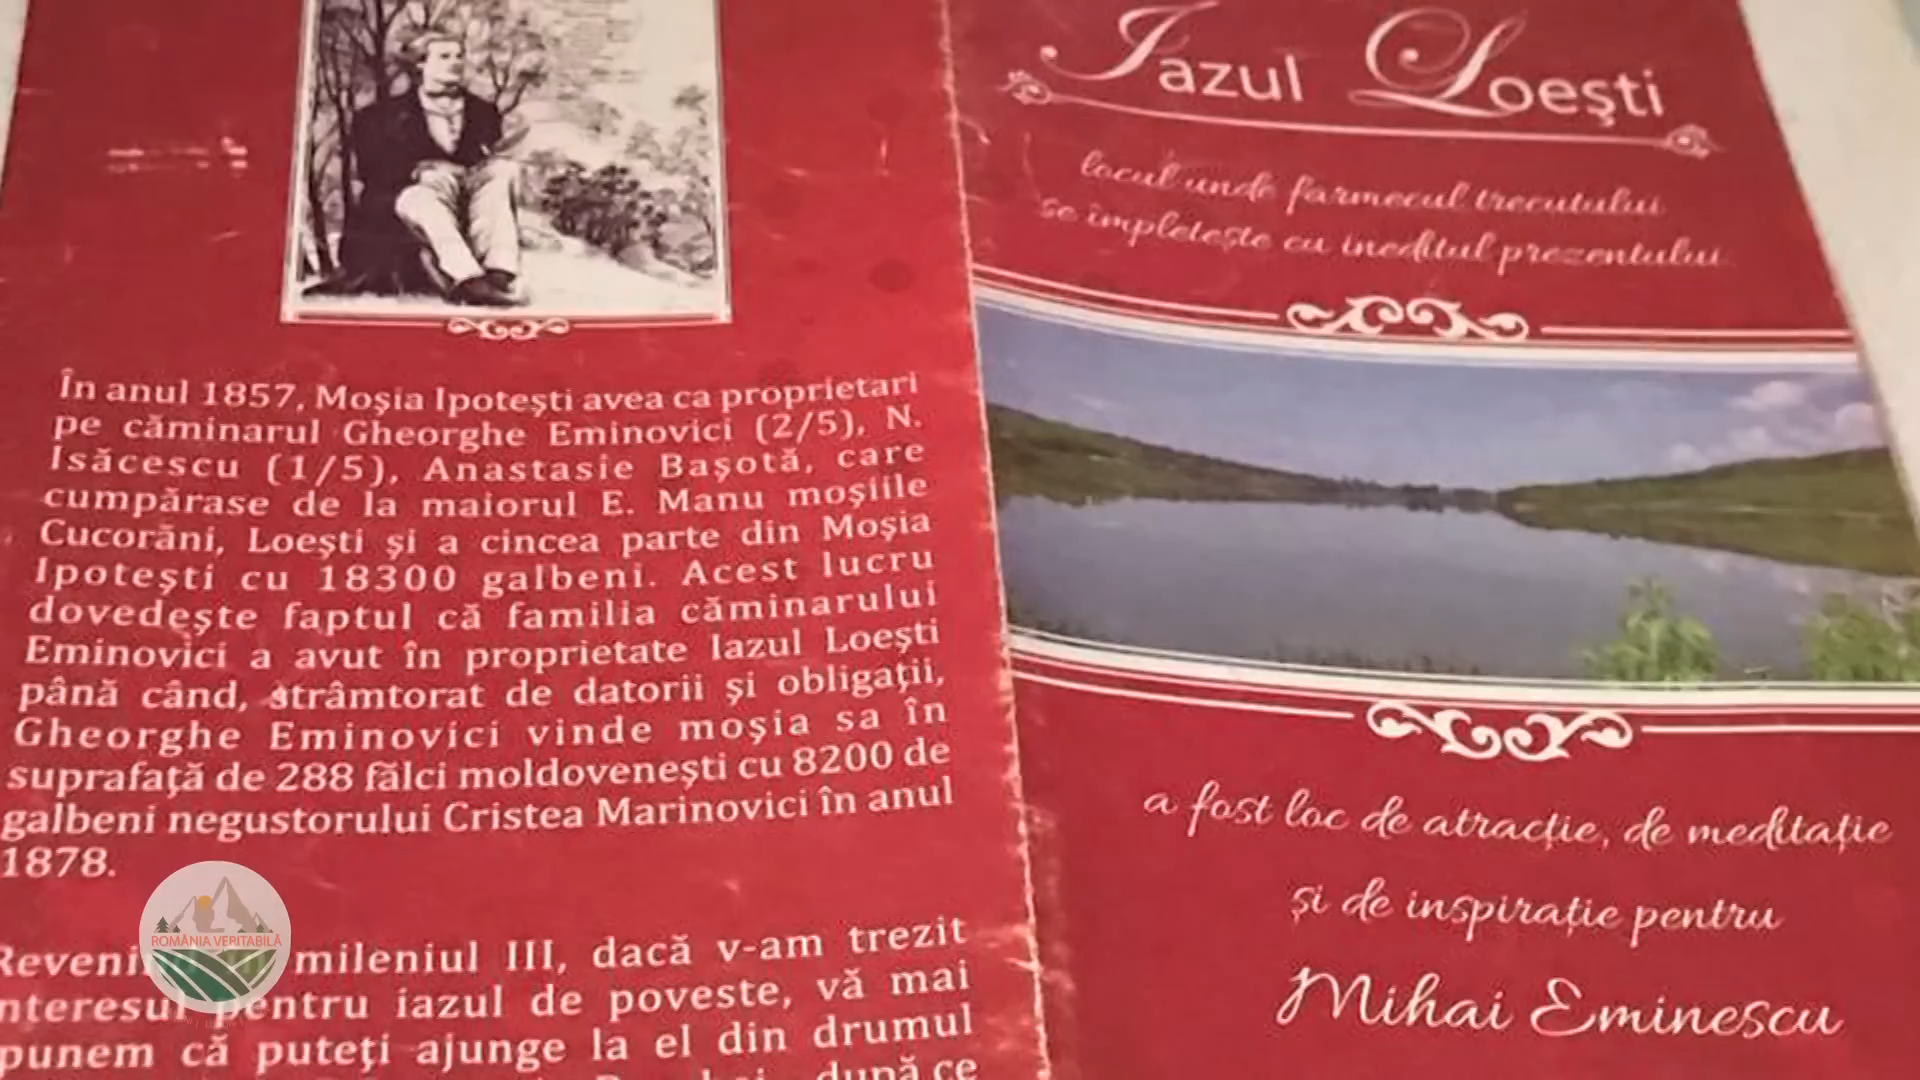 În anul 1857, Moşia Ipoteşti avea ca proprietari
pe căminarul Gheorghe Eminovici (2/5), N.
Isăcescu (1/5), Anastasie Başotă, care
cumpărase de la maiorul E. Manu moşiile
Cucorăni, Loeşti şi a cincea parte din Moşia
Ipoteşti cu 18300 galbeni. Acest lucru
dovedeşte faptul că familia căminarului
Eminovici a avut în proprietate Iazul Loeşti
până când, strâmtorat de datorii şi obligaţii,
Gheorghe Eminovici vinde moşia sa în
suprafaţă de 288 fălci moldoveneşti cu 8200 de
galbeni negustorului Cristea Marinovici în anul
1878.
mileniul III, dacă v-am trezit
pentru iazul de poveste, vă mai
punem că puteţi ajunge la el din drumul
după ce
ROMÂNIA VERITABILĂ
Iazul Loeşti
locul unde farmecul trecutului
se împleteşte cu ineditul prezentului
a fost loc de atracţie, de meditaţie
şi de inspiraţie pentru
Mihai Eminescu